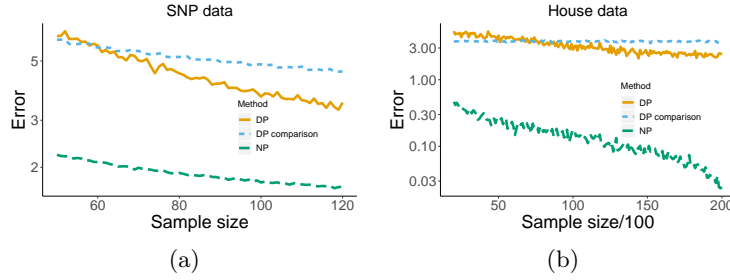 SNP data
Error
5
3
2
Method
DP
DP comparison
NP
60
80
100
120
Sample size
(a)
House data
Error
3.00
1.00
0.30
0.10
0.03
Method
DP
DP comparison
NP
50
100
150
200
Sample size/100
(b)